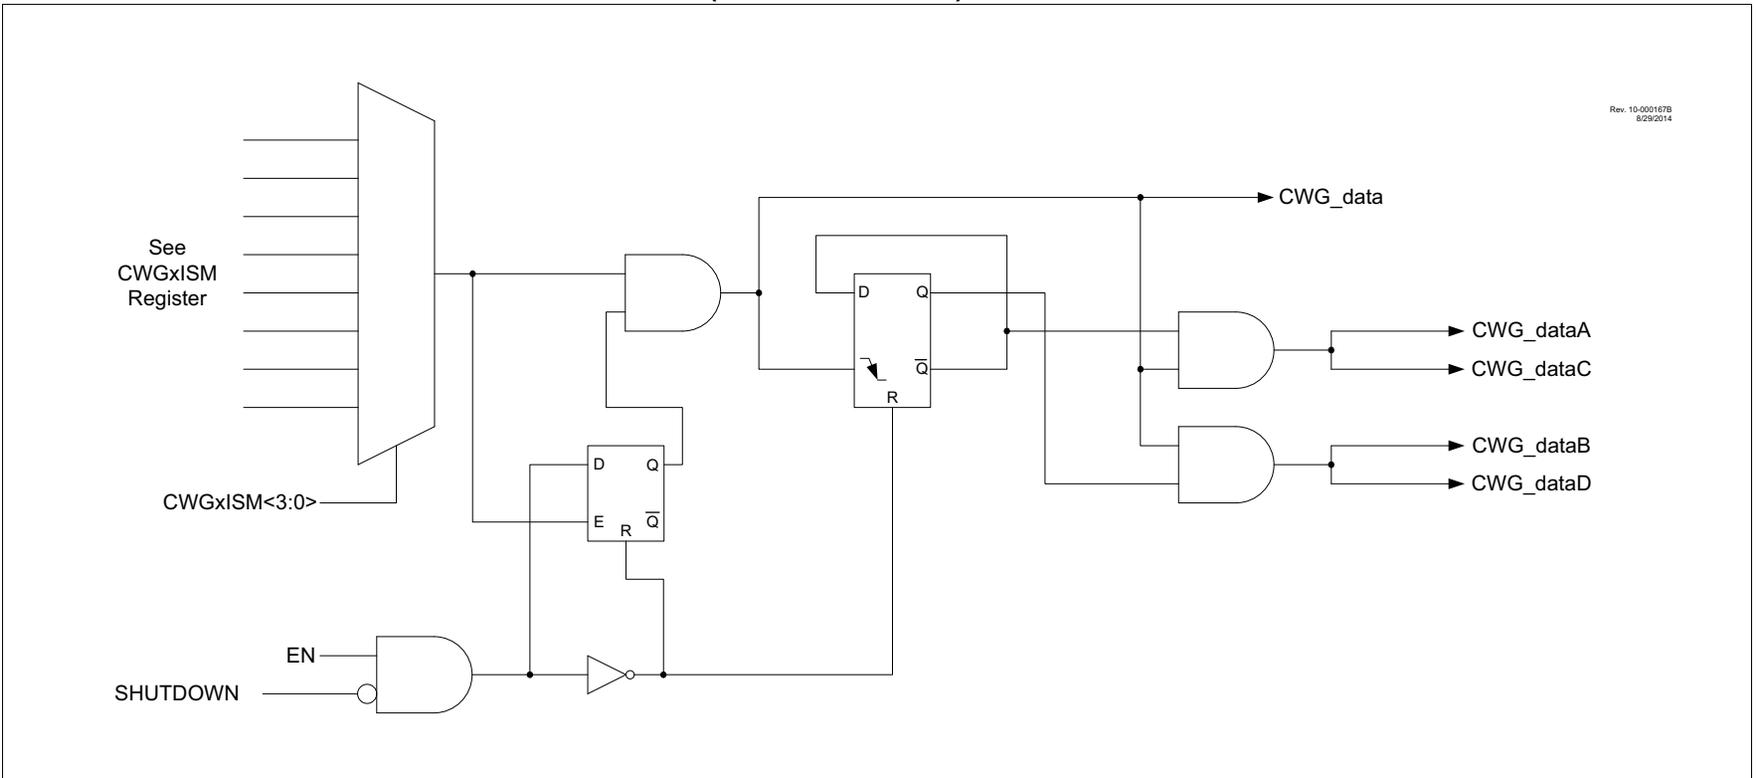 Rev. 10-000167B
8/29/2014
CWG_data
See
CWGxISM
Register
D
Q
Q
R
CWG_dataA
CWG_dataC
CWG_dataB
CWG_dataD
D
Q
E
R
Q
CWGxISM<3:0>
EN
SHUTDOWN